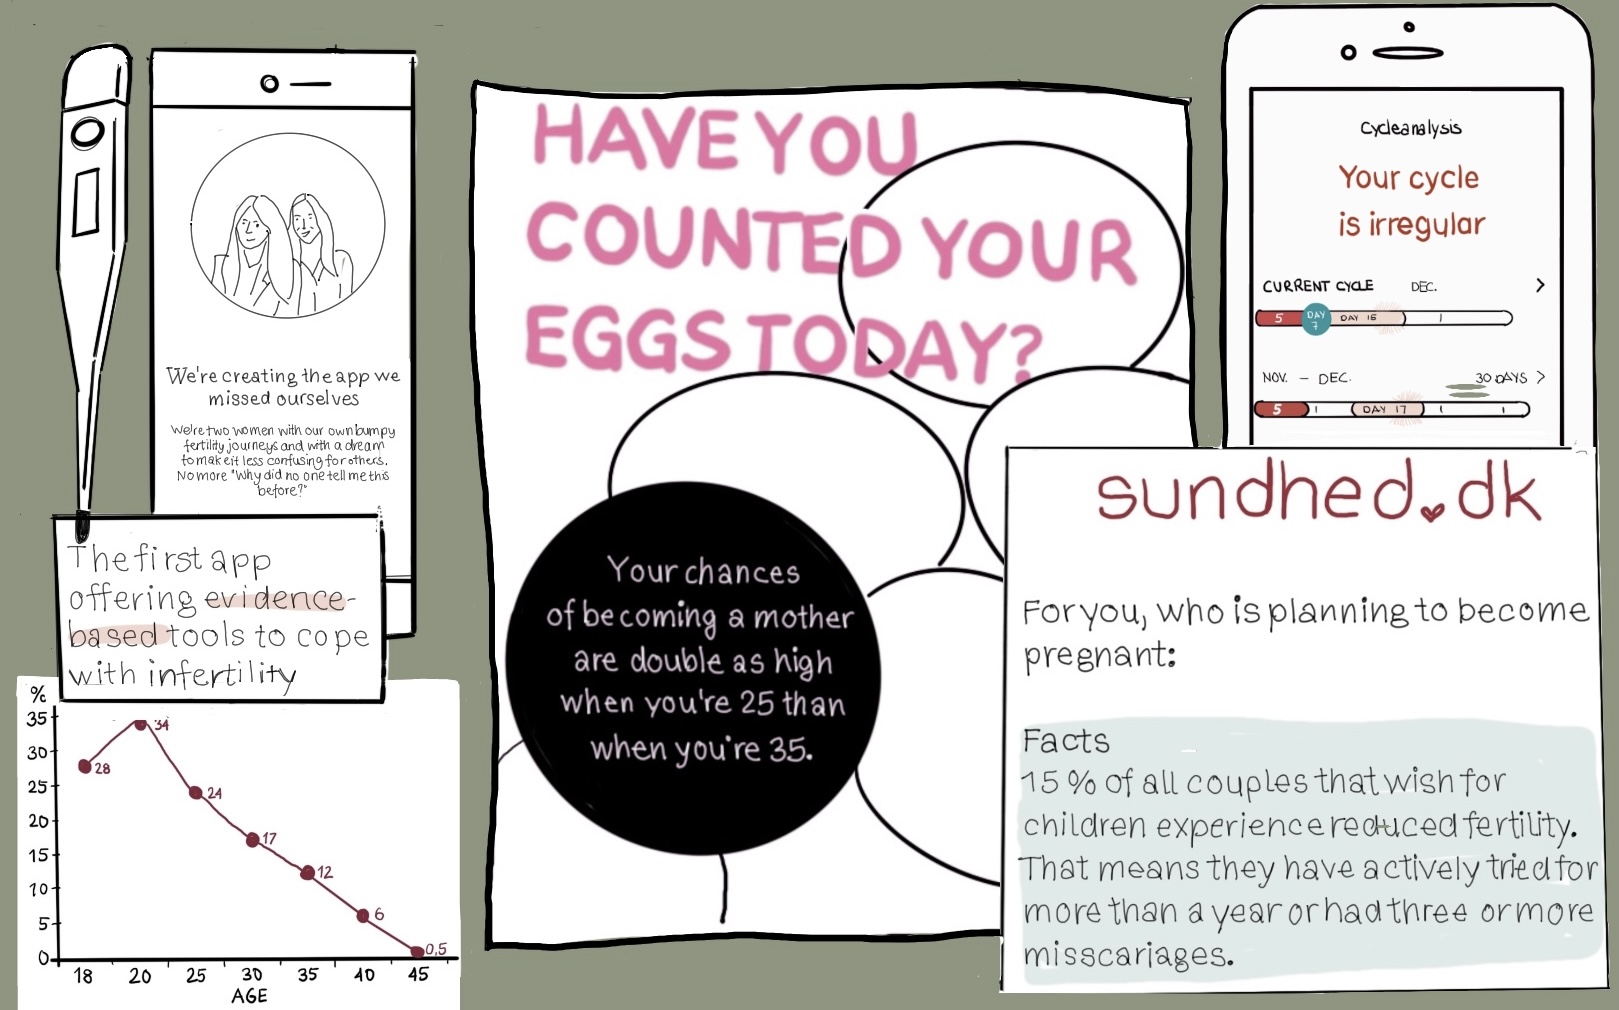 We're creating the app we
missed ourselves
We're two women with our own bumpy
fertility journeys and with a dream
to make it less confusing for others.
No more "Why did no one tell me this
before?"
The first app
offering evidence-
based tools to cope
with infertility
%
35
30
25
20
15
10
5
0
28
34
24
17
12
6
0,5
18 20 25 30 35 40 45
AGE
HAVE YOU
COUNTED YOUR
EGGS TODAY?
Your chances
of becoming a mother
are double as high
when you're 25 than
when you're 35.
Cycleanalysis
Your cycle
is irregular
CURRENT CYCLE DEC. >
5 DAY 7 DAY 16
NOV. - DEC. 30 DAYS >
5 DAY 17
sundhed.dk
For you, who is planning to become
pregnant:
Facts
15 % of all couples that wish for
children experience reduced fertility.
That means they have actively tried for
more than a year or had three or more
misscariages.